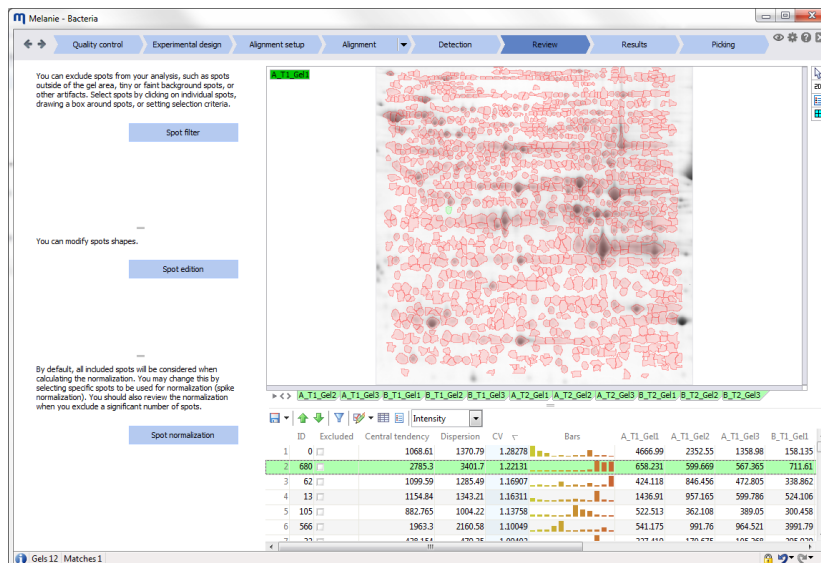 Melanie - Bacteria
Quality control Experimental design Alignment setup Alignment Detection Review Results Picking
You can exclude spots from your analysis, such as spots
outside of the gel area, tiny or faint background spots, or
other artifacts. Select spots by clicking on individual spots,
drawing a box around spots, or setting selection criteria.
Spot filter
You can modify spots shapes.
Spot edition
By default, all included spots will be considered when
calculating the normalization. You may change this by
selecting specific spots to be used for normalization (spike
normalization). You should also review the normalization
when you exclude a significant number of spots.
Spot normalization
A_T1_Gel1
A_T1_Gel2 A_T1_Gel3 B_T1_Gel1 B_T1_Gel2 B_T1_Gel3 A_T2_Gel1 A_T2_Gel2 A_T2_Gel3 B_T2_Gel1 B_T2_Gel2 B_T2_Gel3
Intensity
ID Excluded Central tendency Dispersion CV Bars A_T1_Gel1 A_T1_Gel2 A_T1_Gel3 B_T1_Gel1
1 0 1068.61 1370.79 1.28278 4666.99 2352.55 1358.98 158.135
2 680 2785.3 3401.7 1.22131 658.231 599.669 567.365 711.61
3 62 1099.59 1285.49 1.16907 424.118 846.456 472.805 338.862
4 13 1154.84 1343.21 1.16311 1436.91 957.165 599.786 524.106
5 105 882.765 1004.22 1.13758 522.513 362.108 389.05 300.458
6 566 1963.3 2160.58 1.10049 541.175 991.76 964.521 3991.79
Gels 12 Matches 1